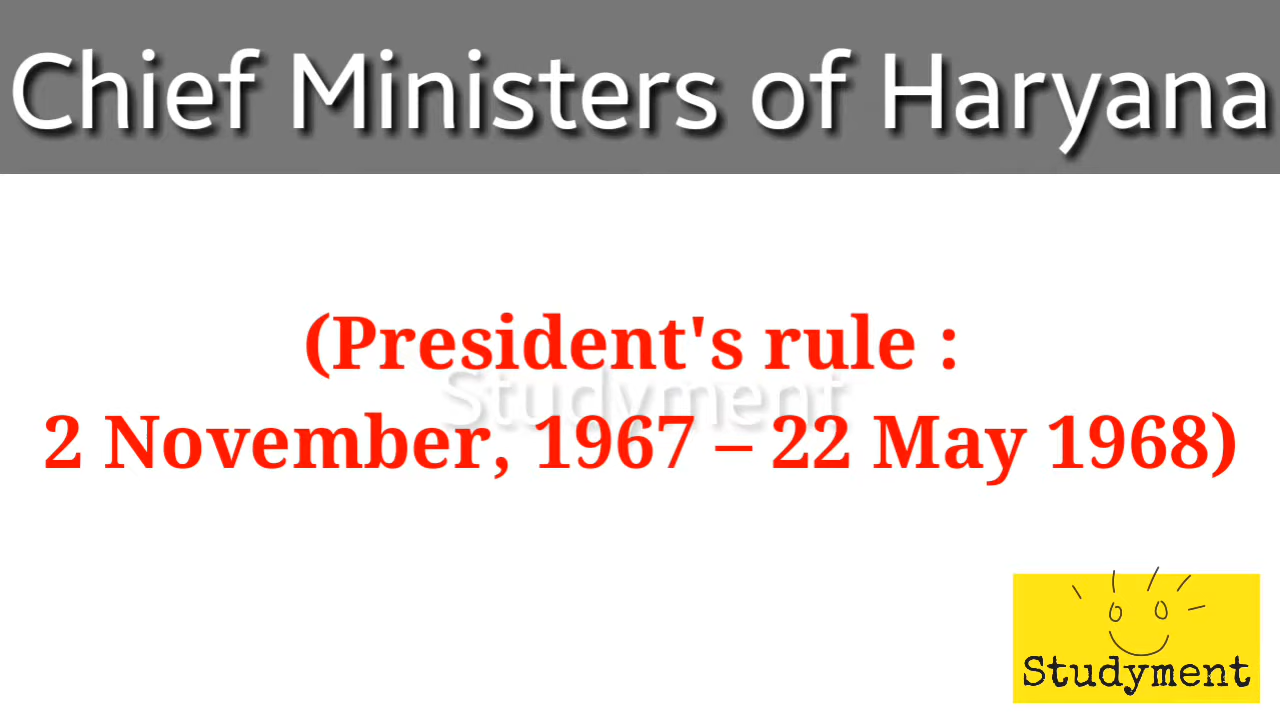 Chief Ministers of Haryana
(President's rule :
Studyment
2 November, 1967 – 22 May 1968)
Studyment